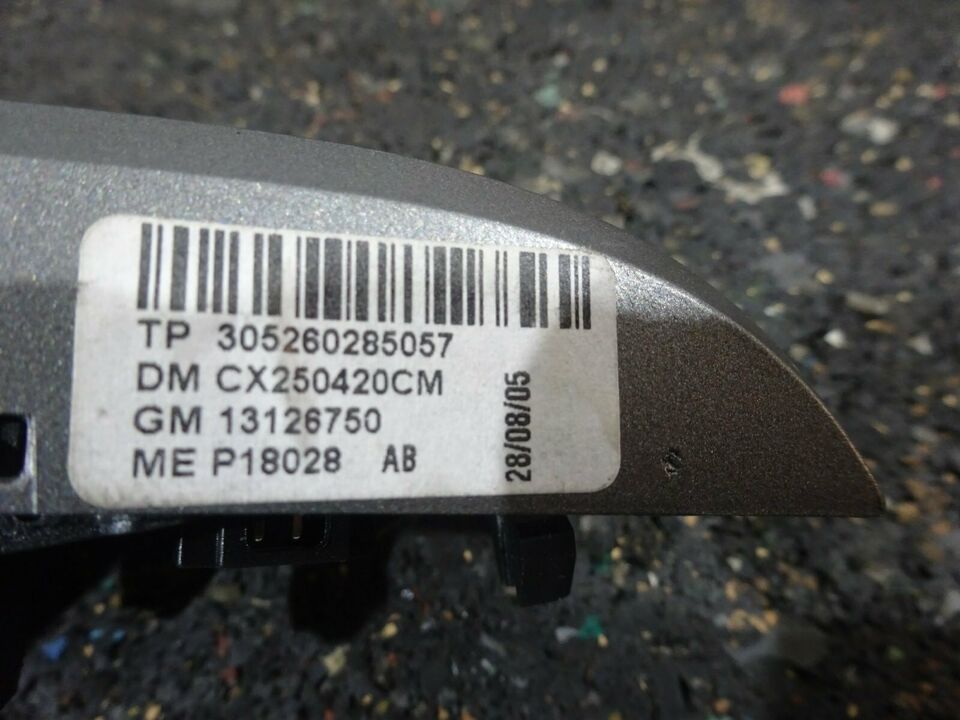 TP 305260285057
DM CX250420CM
GM 13126750
ME P18028 AB
28/08/05